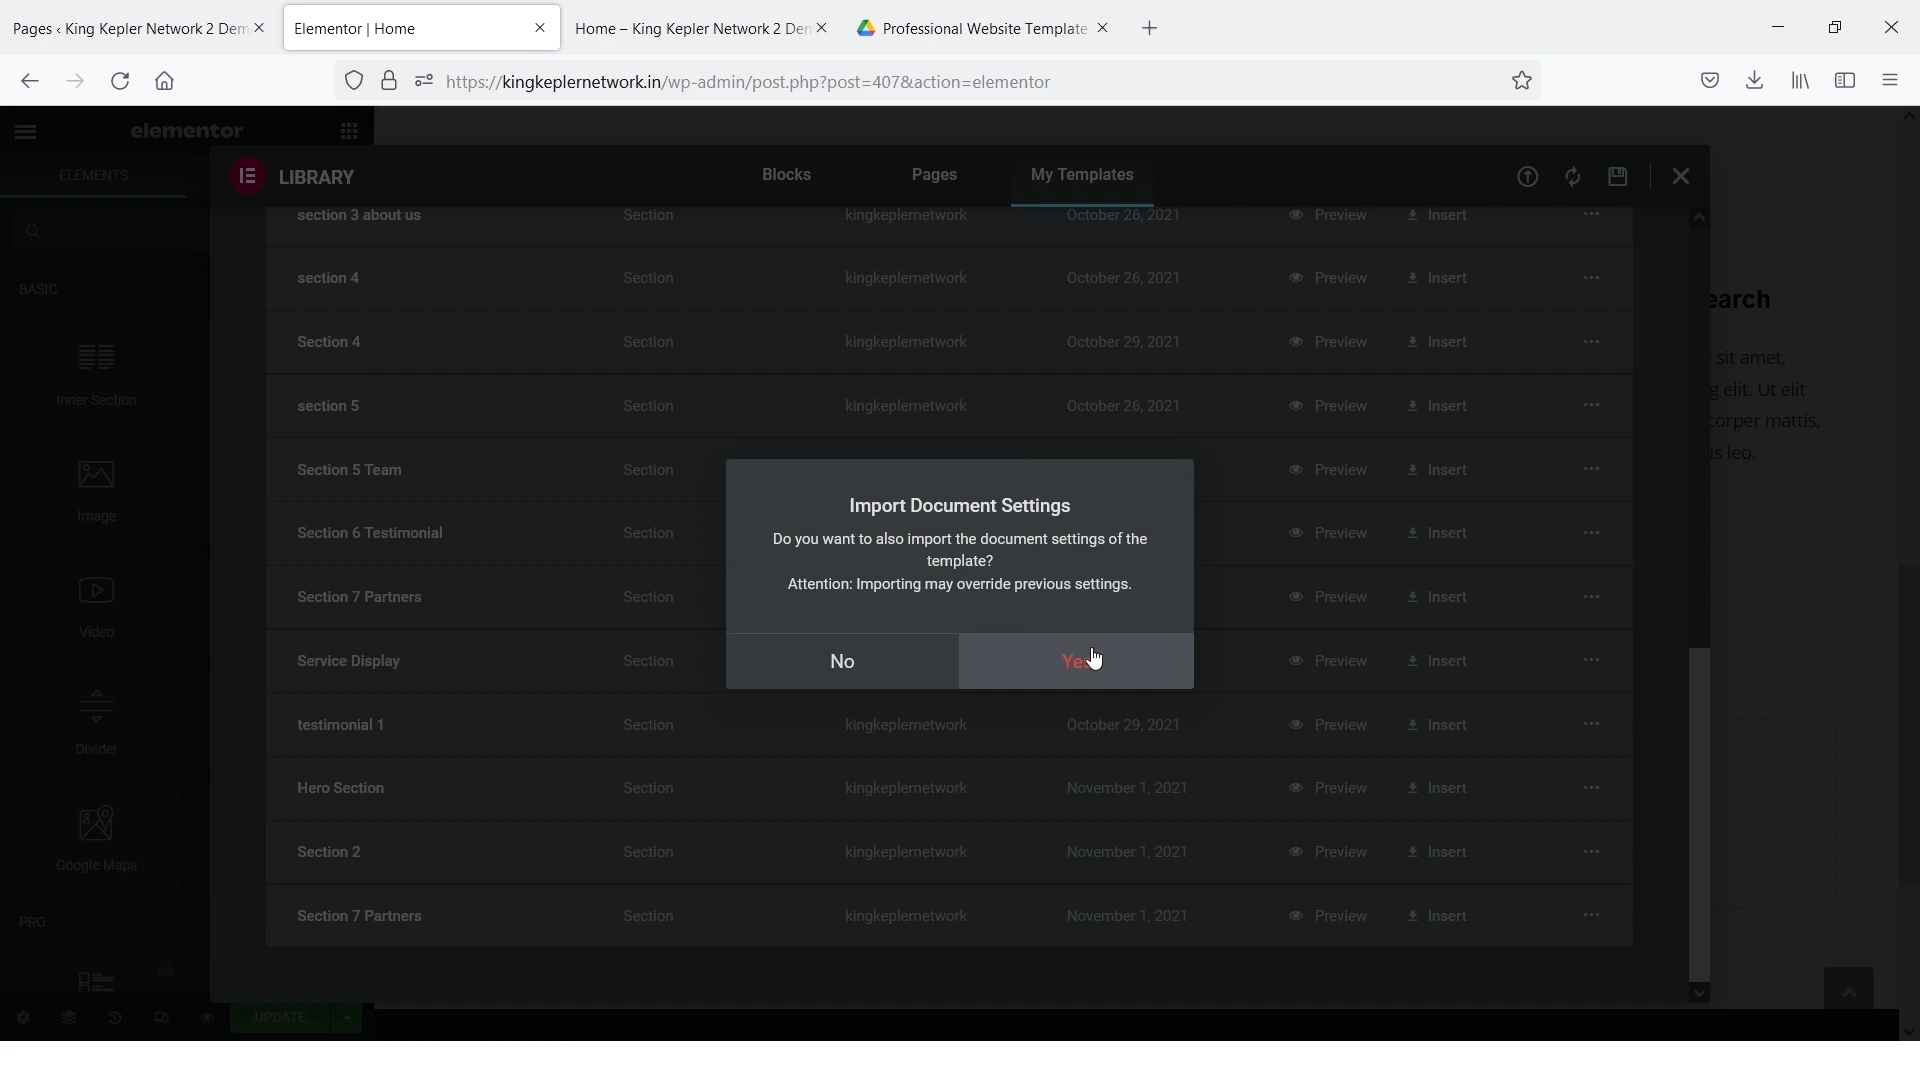 Pages ‹ King Kepler Network 2 Dem
Elementor | Home
Home – King Kepler Network 2 Den
Professional Website Template
https://kingkeplernetwork.in/wp-admin/post.php?post=407&action=elementor
elementor
ELEMENTS
LIBRARY
Blocks
Pages
My Templates
section 3 about us Section kingkeplernetwork October 26, 2021 Preview Insert
section 4 Section kingkeplernetwork October 26, 2021 Preview Insert
Section 4 Section kingkeplernetwork October 29, 2021 Preview Insert
section 5 Section kingkeplernetwork October 26, 2021 Preview Insert
Section 5 Team Section Preview Insert
Section 6 Testimonial Section Preview Insert
Section 7 Partners Section Preview Insert
Service Display Section Preview Insert
testimonial 1 Section kingkeplernetwork October 29, 2021 Preview Insert
Hero Section Section kingkeplernetwork November 1, 2021 Preview Insert
Section 2 Section kingkeplernetwork November 1, 2021 Preview Insert
Section 7 Partners Section kingkeplernetwork November 1, 2021 Preview Insert
Import Document Settings
Do you want to also import the document settings of the
template?
Attention: Importing may override previous settings.
No
Yes
BASIC
Inner Section
Image
Video
Divider
Google Maps
PRO
UPDATE
earch
sit amet,
g elit. Ut elit
corper mattis,
us leo.